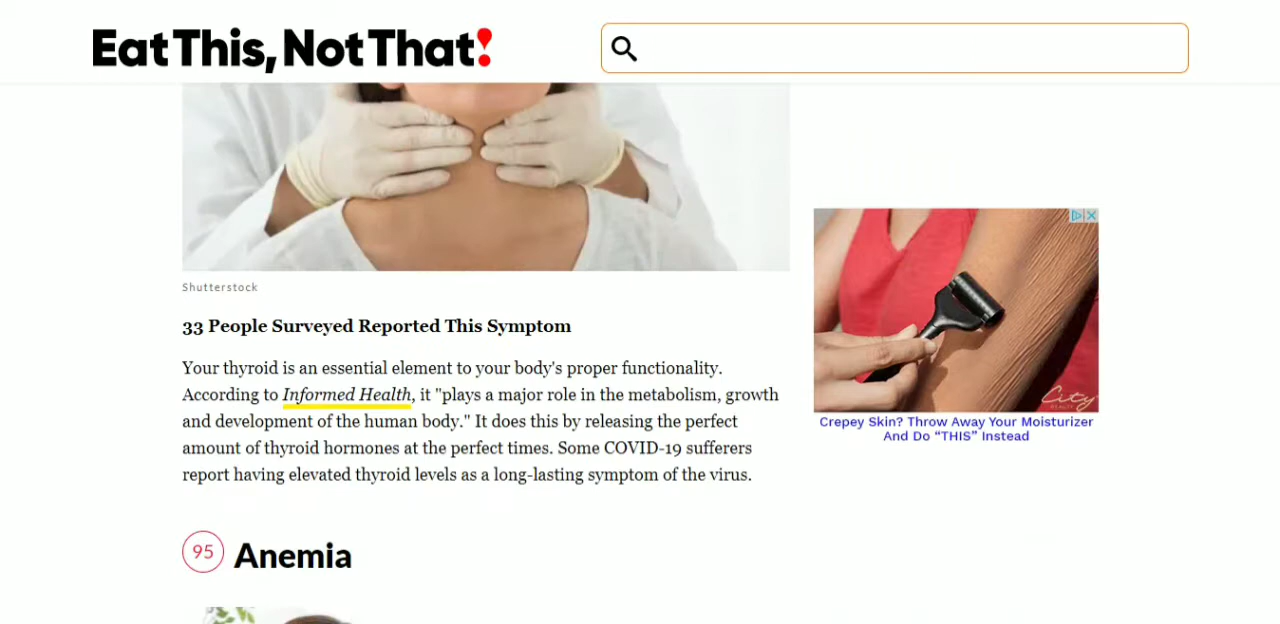 Eat This, Not That!
Shutterstock
33 People Surveyed Reported This Symptom
Your thyroid is an essential element to your body's proper functionality.
According to Informed Health, it "plays a major role in the metabolism, growth
and development of the human body." It does this by releasing the perfect
amount of thyroid hormones at the perfect times. Some COVID-19 sufferers
report having elevated thyroid levels as a long-lasting symptom of the virus.
City
Crepey Skin? Throw Away Your Moisturizer
And Do “THIS” Instead
95 Anemia